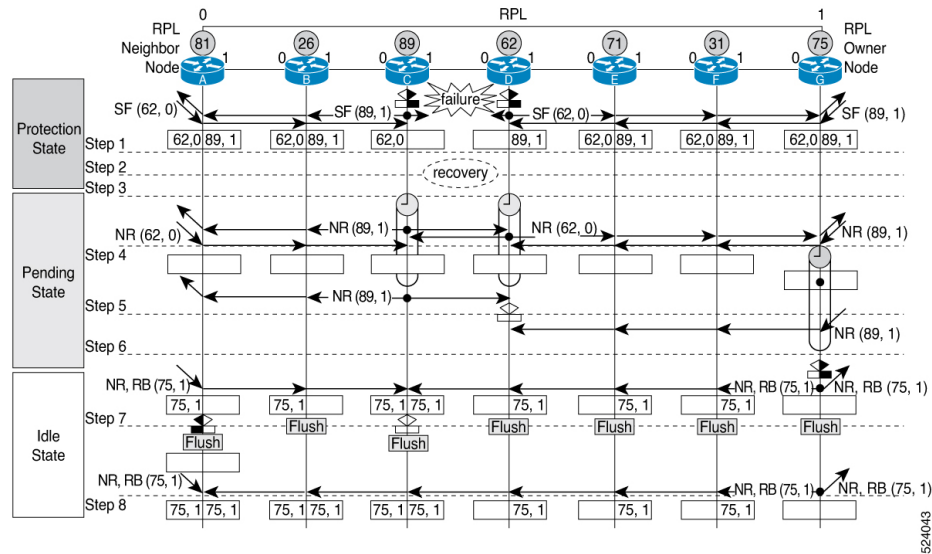 0 RPL 1
RPL Neighbor Node
RPL Owner Node
81 26 89 62 71 31 75
0 1 0 1 0 1 0 1 0 1
A B C D E F G
failure
Protection State
SF (62, 0) SF (89, 1) SF (62, 0) SF (89, 1)
Step 1
62,0 89, 1 62,0 89, 1 62,0 89, 1 62,0 89, 1 62,0 89, 1 62,0 89, 1
Step 2
recovery
Step 3
Pending State
NR (62, 0) NR (89, 1) NR (62, 0) NR (89, 1)
Step 4
NR (89, 1)
Step 5
NR (89, 1)
Step 6
Idle State
NR, RB (75, 1) NR, RB (75, 1) NR, RB (75, 1)
75, 1 75, 1 75, 1 75, 1 75, 1 75, 1 75, 1
Step 7
Flush Flush Flush Flush Flush Flush Flush
NR, RB (75, 1) NR, RB (75, 1) NR, RB (75, 1)
Step 8
75, 1 75, 1 75, 1 75, 1 75, 1 75, 1 75, 1 75, 1 75, 1
524043